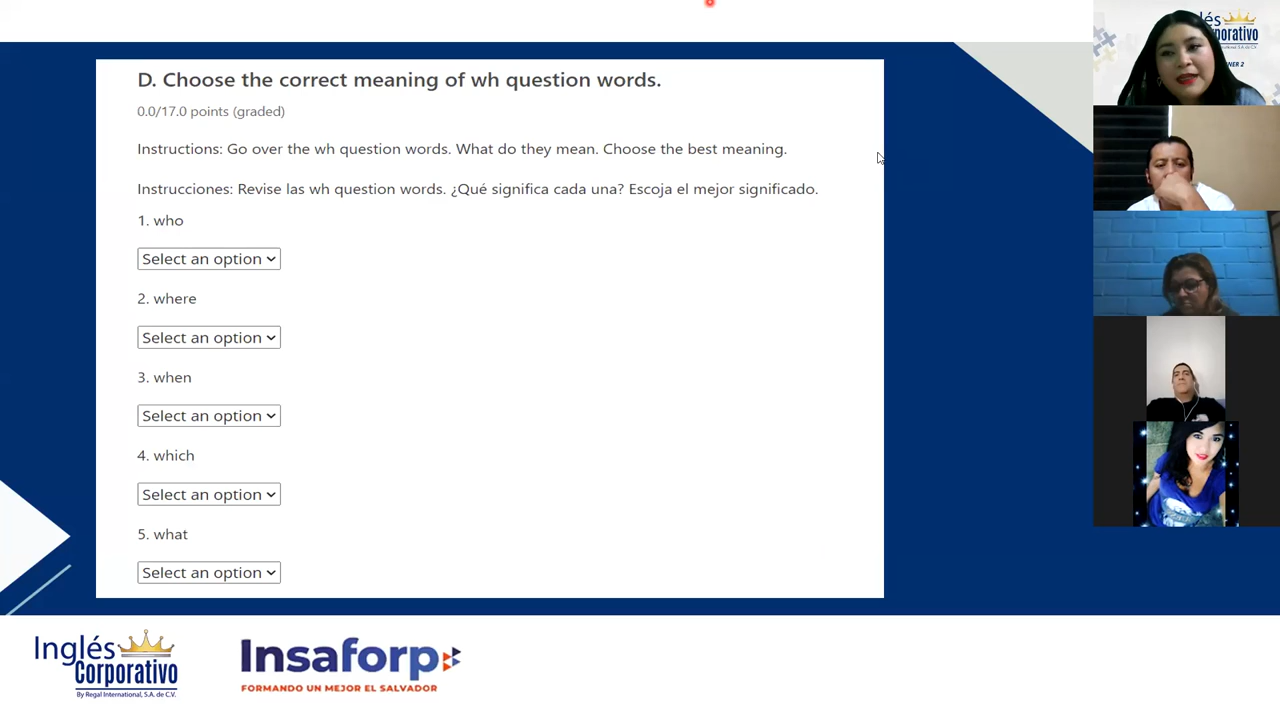 D. Choose the correct meaning of wh question words.
0.0/17.0 points (graded)
Instructions: Go over the wh question words. What do they mean. Choose the best meaning.
Instrucciones: Revise las wh question words. ¿Qué significa cada una? Escoja el mejor significado.
1. who
Select an option
2. where
Select an option
3. when
Select an option
4. which
Select an option
5. what
Select an option
Inglés
Corporativo
By Regal International, S.A. de C.V.
Insaforp
FORMANDO UN MEJOR EL SALVADOR